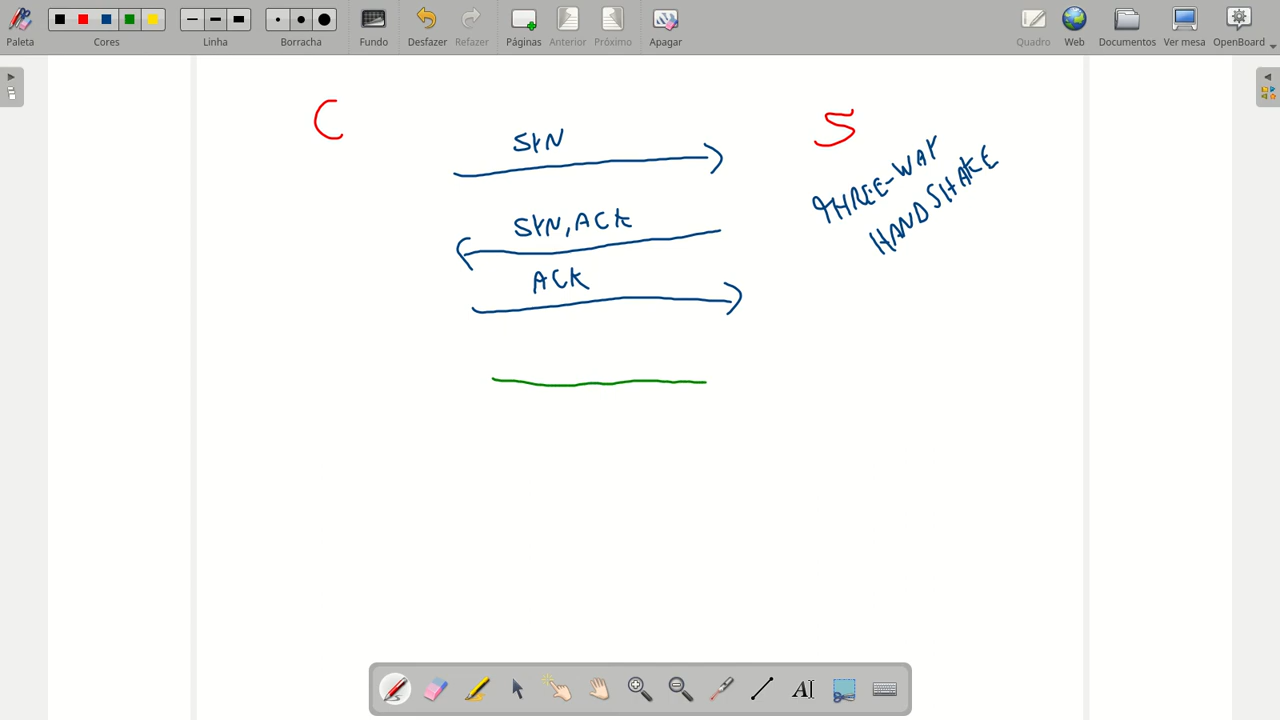 Paleta
Cores
Linha
Borracha
Fundo
Desfazer
Refazer
Páginas
Anterior
Próximo
Apagar
Quadro
Web
Documentos
Ver mesa
OpenBoard
C
S
SYN
THREE-WAY
HANDSHAKE
SYN, ACK
ACK
AI